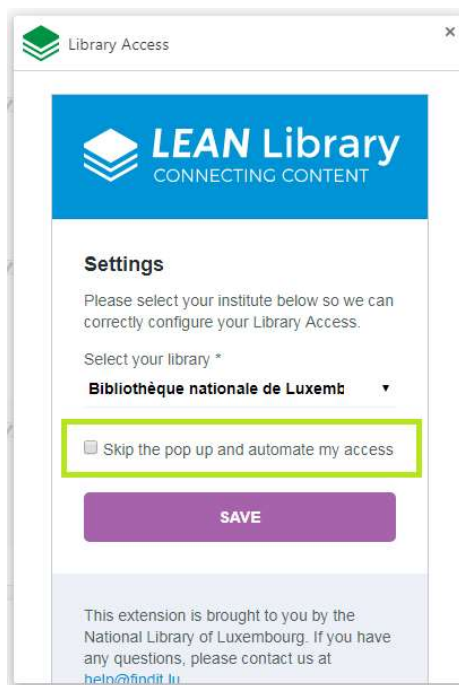 Library Access
×
LEAN Library
CONNECTING CONTENT
Settings
Please select your institute below so we can
correctly configure your Library Access.
Select your library *
Bibliothèque nationale de Luxemb
Skip the pop up and automate my access
SAVE
This extension is brought to you by the
National Library of Luxembourg. If you have
any questions, please contact us at
help@findit.lu